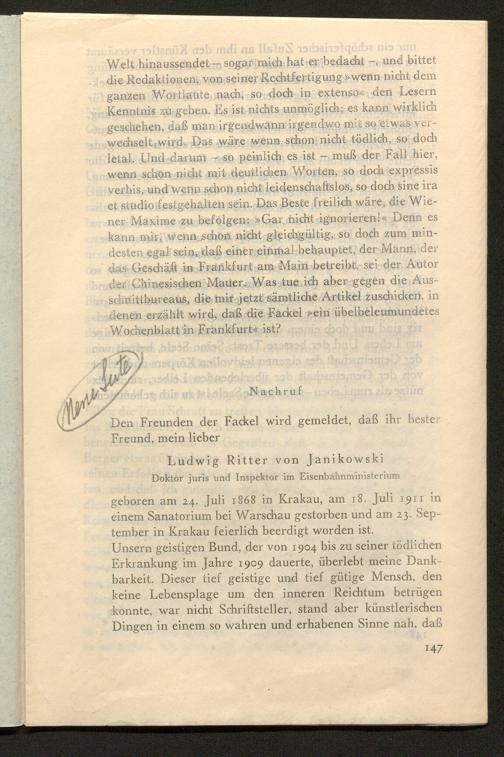 Welt hinaussendet – sogar mich hat er bedacht –, und bittet
die Redaktionen, von seiner Rechtfertigung »wenn nicht dem
ganzen Wortlaute nach, so doch in extenso« den Lesern
Kenntnis zu geben. Es ist nichts unmöglich; es kann wirklich
geschehen, daß man irgendwann irgendwo mit so etwas ver-
wechselt wird. Das wäre wenn schon nicht tödlich, so doch
letal. Und darum – so peinlich es ist – muß der Fall hier,
wenn schon nicht mit deutlichen Worten, so doch expressis
verbis, und wenn schon nicht leidenschaftslos, so doch sine ira
et studio festgehalten sein. Das Beste freilich wäre, die Wie-
ner Maxime zu befolgen: »Gar nicht ignorieren!« Denn es
kann mir, wenn schon nicht gleichgültig, so doch zum min-
desten egal sein, daß einer einmal behauptet, der Mann, der
das Geschäft in Frankfurt am Main betreibt, sei der Autor
der Chinesischen Mauer. Was tue ich aber gegen die Aus-
schnittbureaus, die mir jetzt sämtliche Artikel zuschicken, in
denen erzählt wird, daß die Fackel »ein übelbeleumundetes
Wochenblatt in Frankfurt« ist?
Neue Seite
Nachruf
Den Freunden der Fackel wird gemeldet, daß ihr bester
Freund, mein lieber
Ludwig Ritter von Janikowski
Doktor juris und Inspektor im Eisenbahnministerium
geboren am 24. Juli 1868 in Krakau, am 18. Juli 1911 in
einem Sanatorium bei Warschau gestorben und am 23. Sep-
tember in Krakau feierlich beerdigt worden ist.
Unsern geistigen Bund, der von 1904 bis zu seiner tödlichen
Erkrankung im Jahre 1909 dauerte, überlebt meine Dank-
barkeit. Dieser tief geistige und tief gütige Mensch, den
keine Lebensplage um den inneren Reichtum betrügen
konnte, war nicht Schriftsteller, stand aber künstlerischen
Dingen in einem so wahren und erhabenen Sinne nah, daß
147